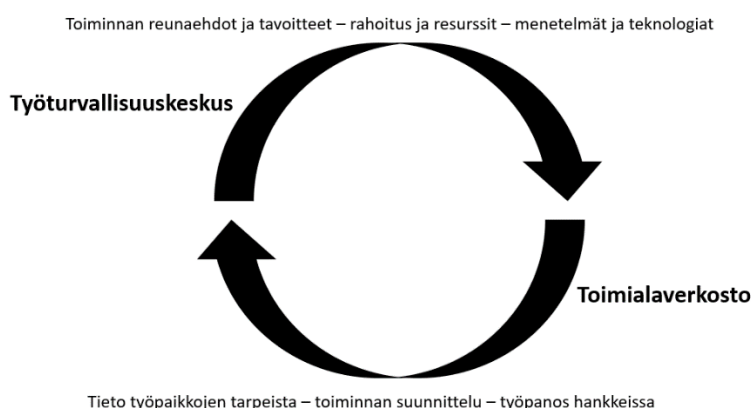 Toiminnan reunaehdot ja tavoitteet – rahoitus ja resurssit – menetelmät ja teknologiat
Työturvallisuuskeskus
Toimialaverkosto
Tieto työpaikkojen tarpeista – toiminnan suunnittelu – työpanos hankkeissa